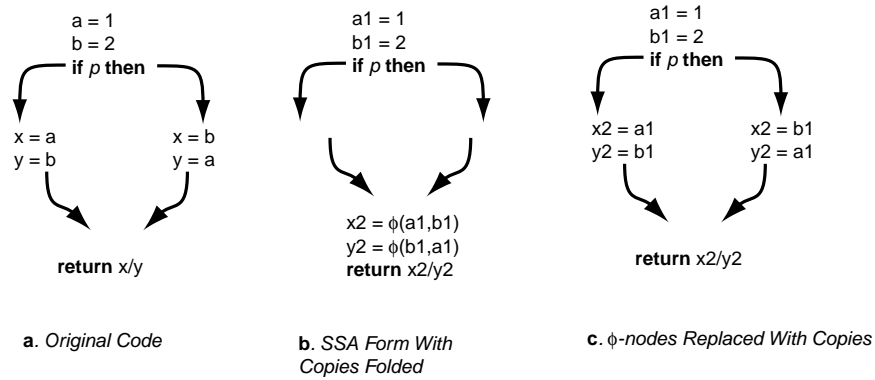 a = 1
b = 2
if p then
x = a
y = b
x = b
y = a
return x/y
a. Original Code
a1 = 1
b1 = 2
if p then
x2 = ϕ(a1,b1)
y2 = ϕ(b1,a1)
return x2/y2
b. SSA Form With
Copies Folded
a1 = 1
b1 = 2
if p then
x2 = a1
y2 = b1
x2 = b1
y2 = a1
return x2/y2
c. ϕ-nodes Replaced With Copies